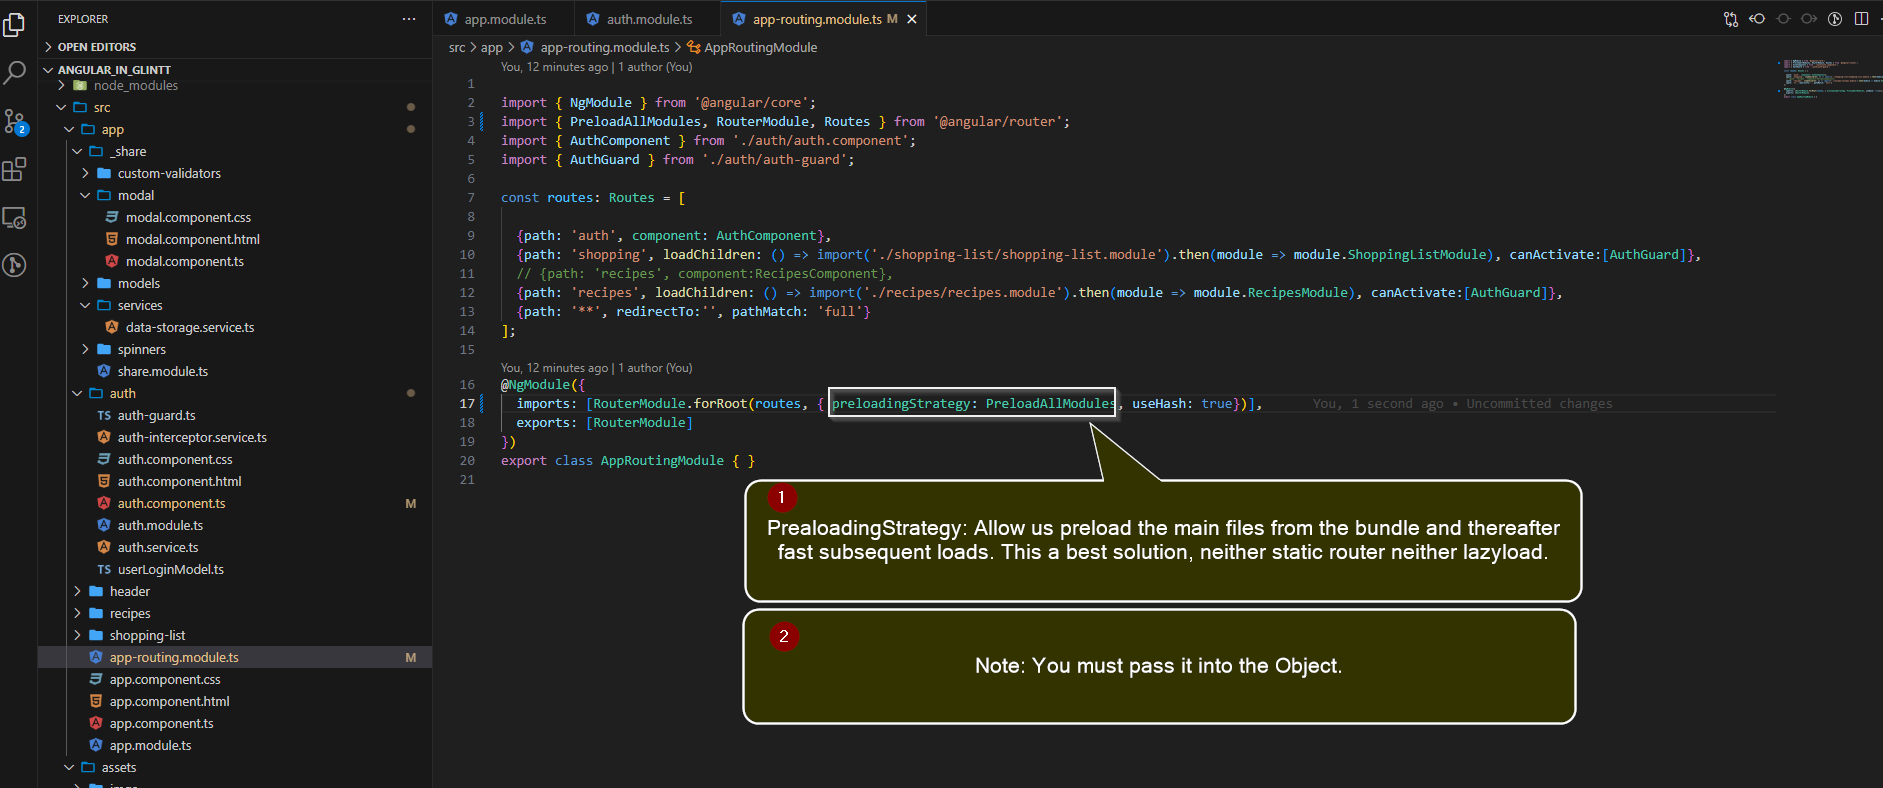 EXPLORER
···
OPEN EDITORS
ANGULAR_IN_GLINTT
node_modules
src
app
_share
custom-validators
modal
modal.component.css
modal.component.html
modal.component.ts
models
services
data-storage.service.ts
spinners
share.module.ts
auth
TS auth-guard.ts
auth-interceptor.service.ts
auth.component.css
auth.component.html
auth.component.ts M
auth.module.ts
auth.service.ts
TS userLoginModel.ts
header
recipes
shopping-list
app-routing.module.ts M
app.component.css
app.component.html
app.component.ts
app.module.ts
assets
2
app.module.ts
auth.module.ts
app-routing.module.ts M
src > app > app-routing.module.ts > AppRoutingModule
You, 12 minutes ago | 1 author (You)
1
2 import { NgModule } from '@angular/core';
3 import { PreloadAllModules, RouterModule, Routes } from '@angular/router';
4 import { AuthComponent } from './auth/auth.component';
5 import { AuthGuard } from './auth/auth-guard';
6
7 const routes: Routes = [
8
9 {path: 'auth', component: AuthComponent},
10 {path: 'shopping', loadChildren: () => import('./shopping-list/shopping-list.module').then(module => module.ShoppingListModule), canActivate:[AuthGuard]},
11 // {path: 'recipes', component:RecipesComponent},
12 {path: 'recipes', loadChildren: () => import('./recipes/recipes.module').then(module => module.RecipesModule), canActivate:[AuthGuard]},
13 {path: '**', redirectTo:'', pathMatch: 'full'}
14 ];
15
You, 12 minutes ago | 1 author (You)
16 @NgModule({
17 imports: [RouterModule.forRoot(routes, { preloadingStrategy: PreloadAllModules, useHash: true})], You, 1 second ago • Uncommitted changes
18 exports: [RouterModule]
19 })
20 export class AppRoutingModule { }
21
1
PrealoadingStrategy: Allow us preload the main files from the bundle and thereafter
fast subsequent loads. This a best solution, neither static router neither lazyload.
2
Note: You must pass it into the Object.